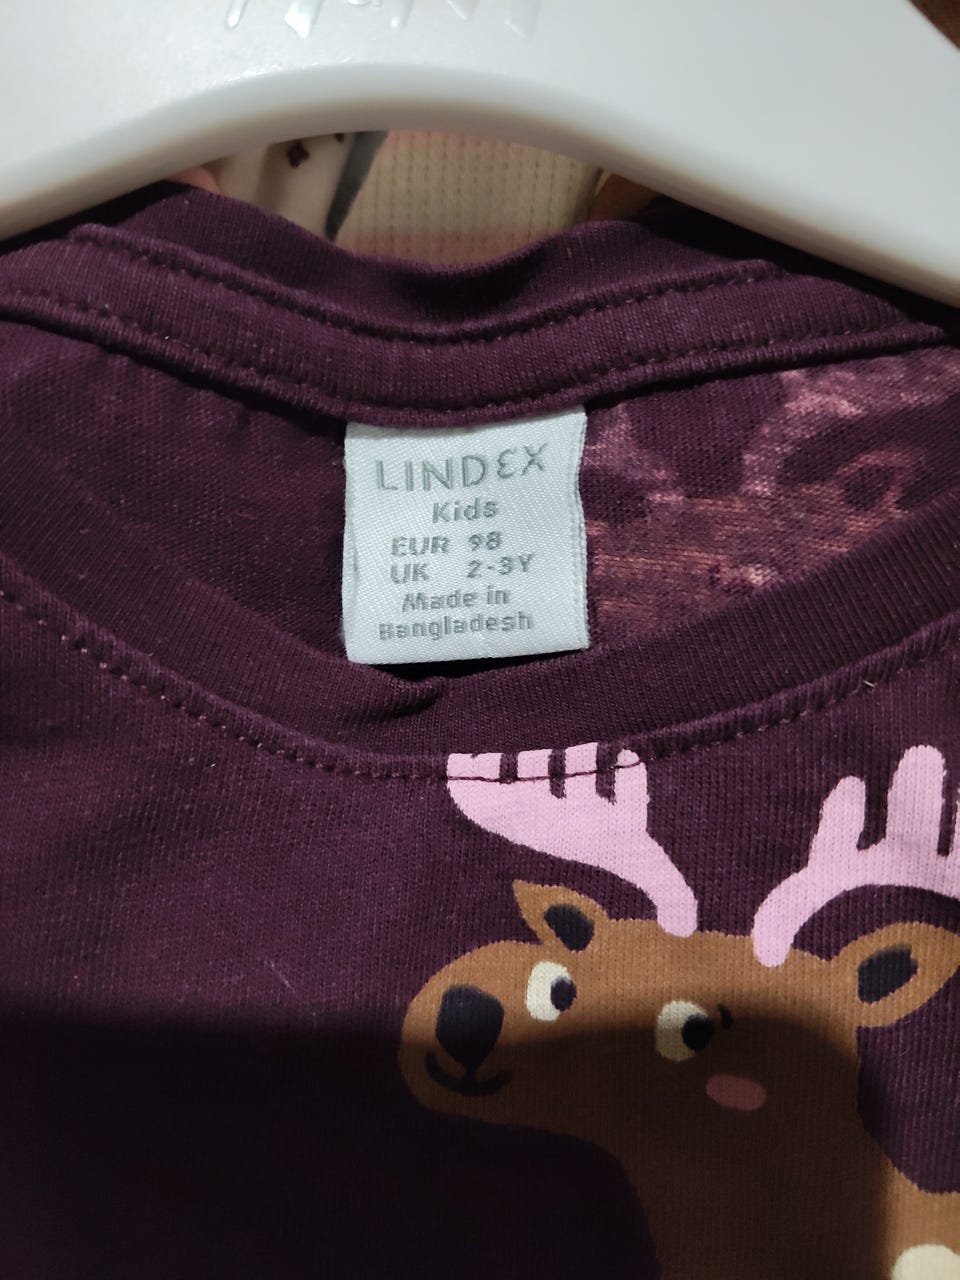 LINDEX
Kids
EUR 98
UK 2-3Y
Made in
Bangladesh